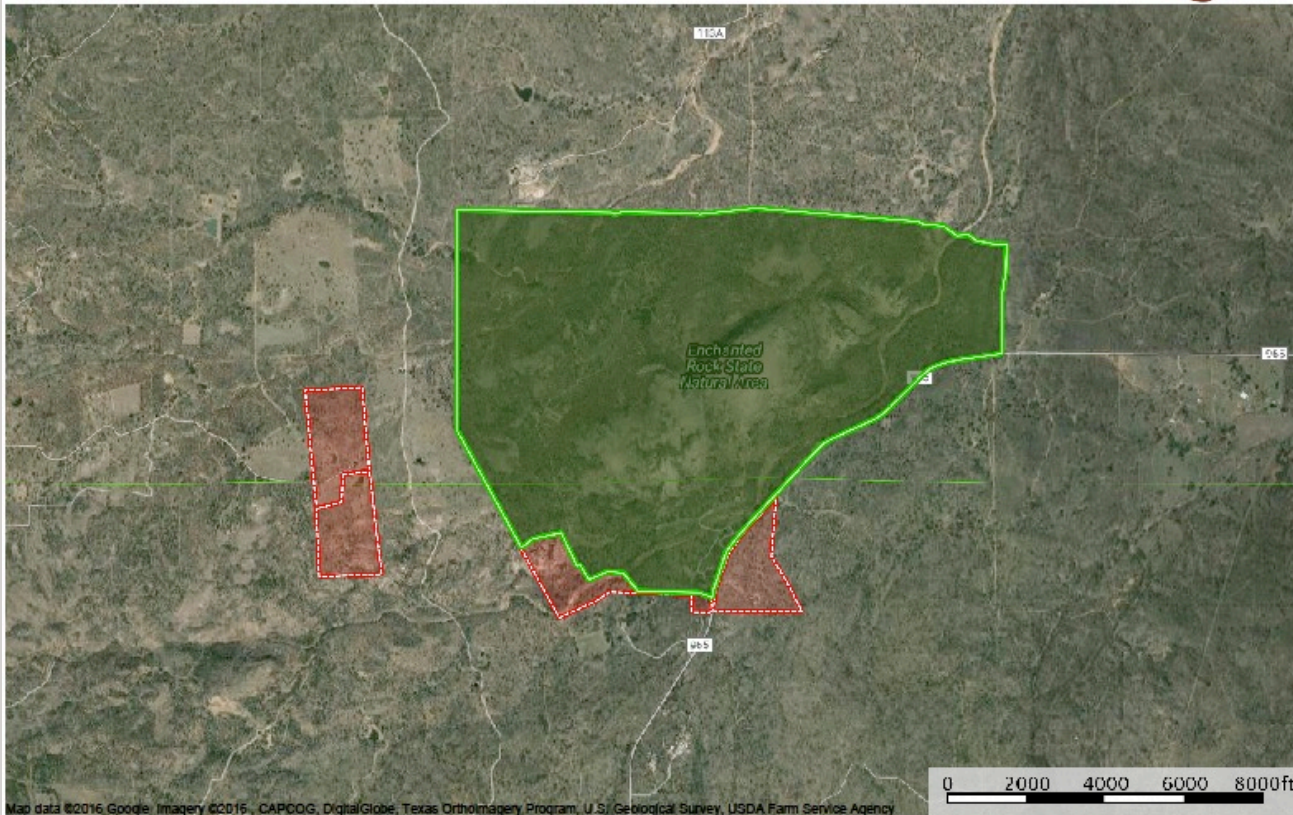 113A
Enchanted
Rock State
Natural Area
965
965
0 2000 4000 6000 8000ft
Map data ©2016 Google Imagery ©2016 , CAPCOG, DigitalGlobe, Texas Orthoimagery Program, U.S. Geological Survey, USDA Farm Service Agency